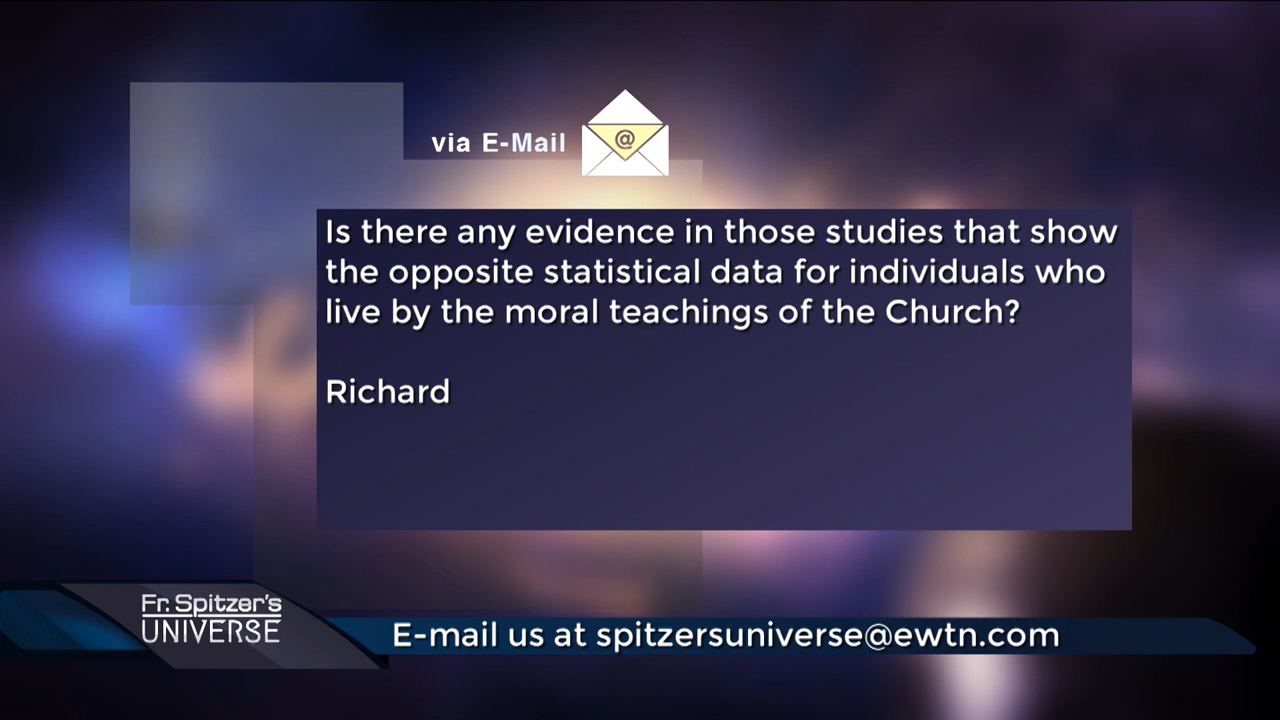 via E-Mail
@
Is there any evidence in those studies that show
the opposite statistical data for individuals who
live by the moral teachings of the Church?
Richard
Fr. Spitzer's
UNIVERSE
E-mail us at spitzersuniverse@ewtn.com